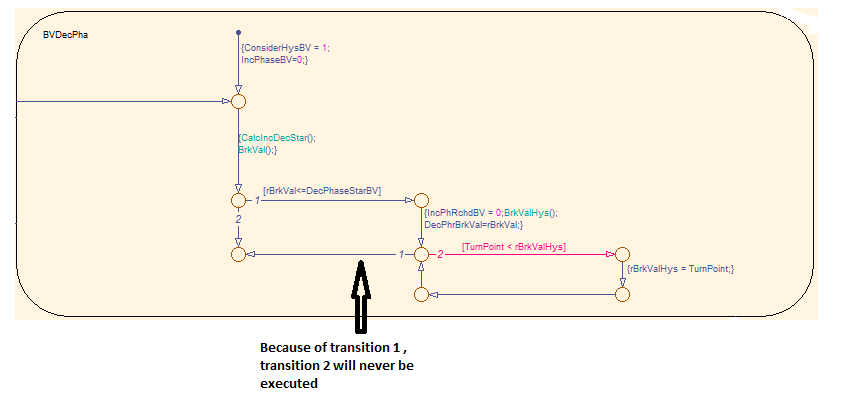 BVDecPha
{ConsiderHysBV = 1;
IncPhaseBV=0;}
{CalcIncDecStar();
BrkVal();}
1
[rBrkVal<=DecPhaseStarBV]
2
{IncPhRchdBV = 0;BrkValHys();
DecPhrBrkVal=rBrkVal;}
1
2
[TurnPoint < rBrkValHys]
{rBrkValHys = TurnPoint;}
Because of transition 1 ,
transition 2 will never be
executed